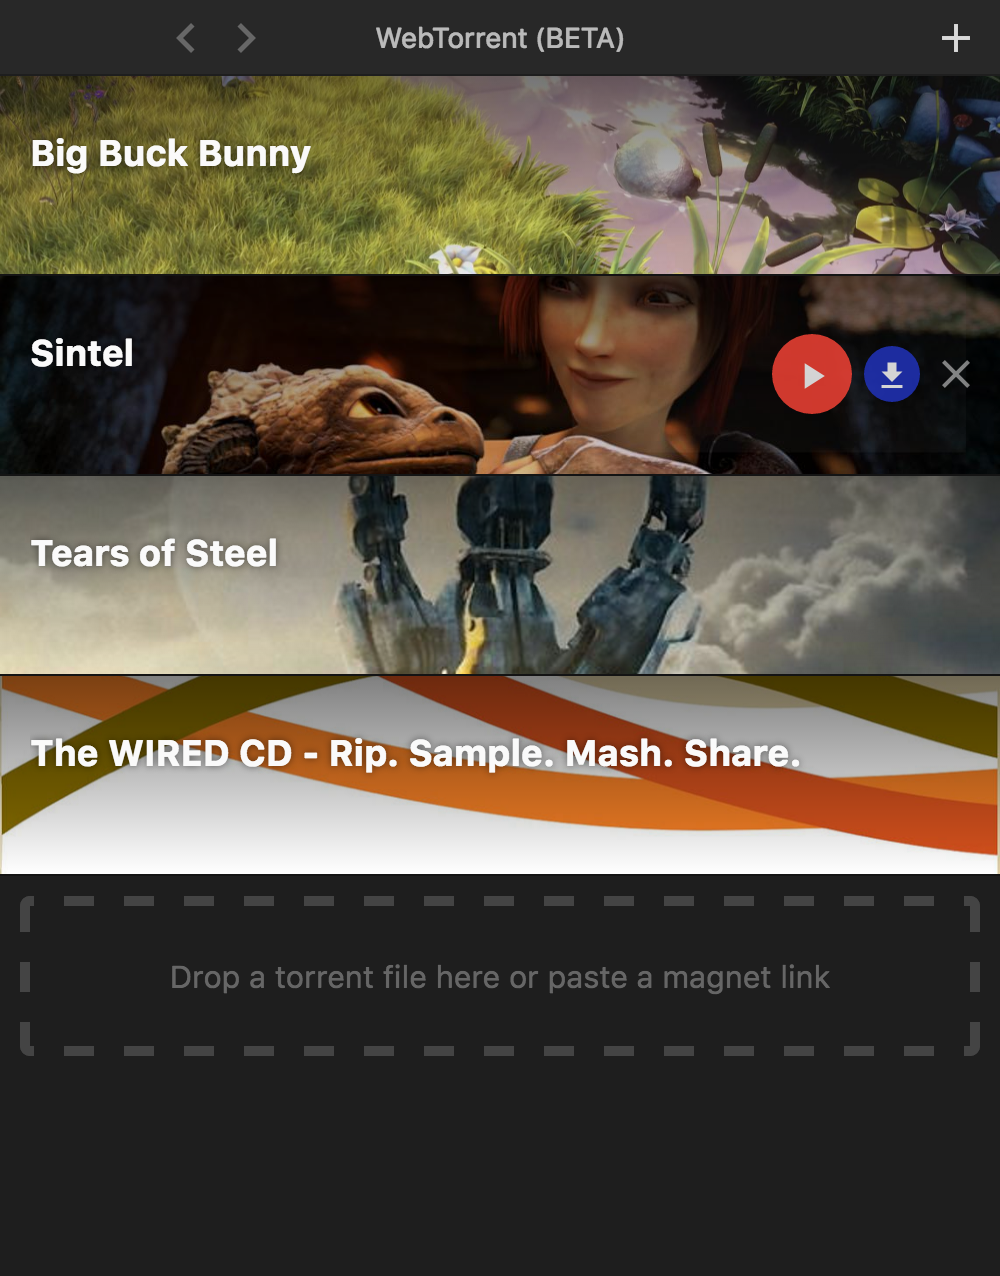 WebTorrent (BETA)
Big Buck Bunny
Sintel
Tears of Steel
The WIRED CD - Rip. Sample. Mash. Share.
Drop a torrent file here or paste a magnet link